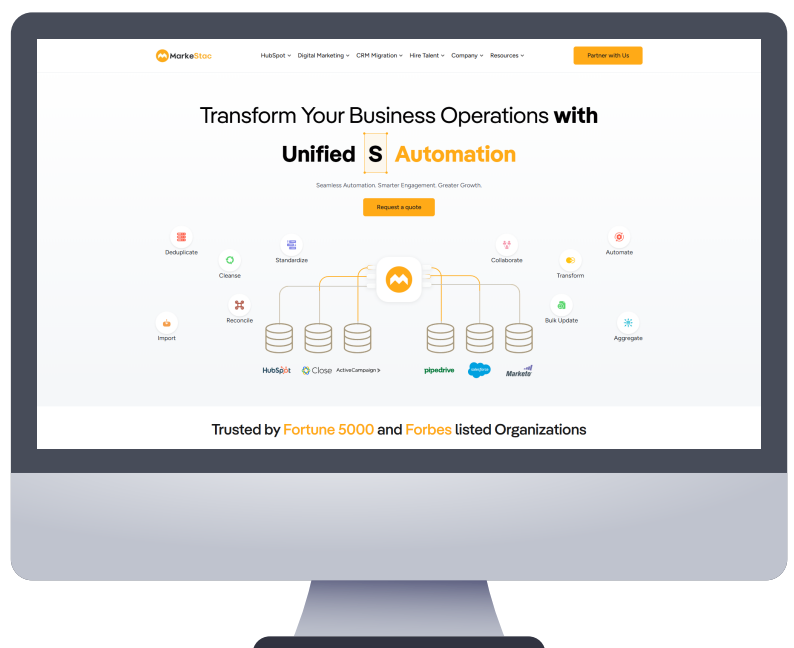 MarkeStac
HubSpot Digital Marketing CRM Migration Hire Talent Company Resources Partner with Us
Transform Your Business Operations with
Unified S Automation
Seamless Automation. Smarter Engagement. Greater Growth.
Request a quote
Deduplicate
Automate
Cleanse
Standardize
Collaborate
Transform
Reconcile
Bulk Update
Import
Aggregate
HubSpot Close ActiveCampaign pipedrive salesforce Marketo
Trusted by Fortune 5000 and Forbes listed Organizations